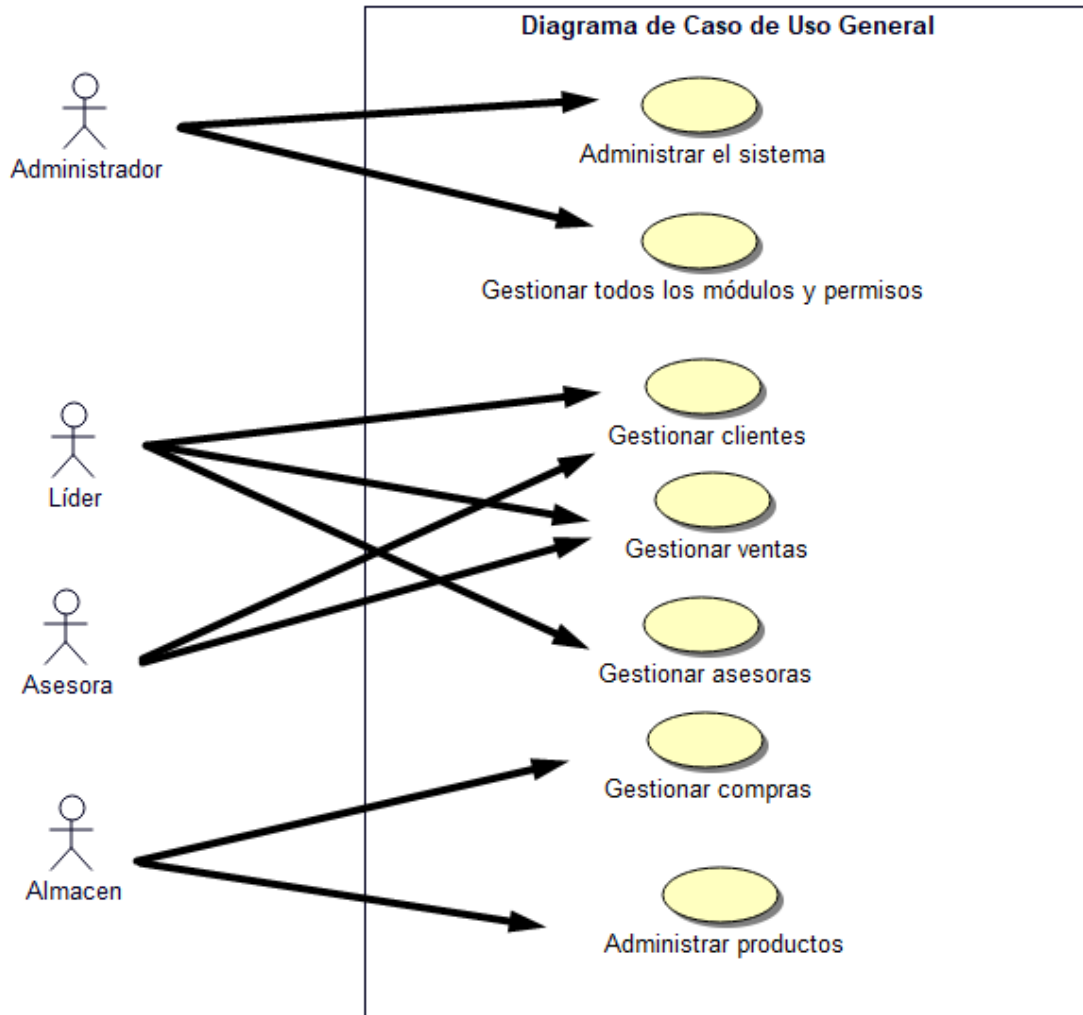 Diagrama de Caso de Uso General
Administrador
Administrar el sistema
Gestionar todos los módulos y permisos
Líder
Gestionar clientes
Gestionar ventas
Asesora
Gestionar asesoras
Gestionar compras
Almacen
Administrar productos